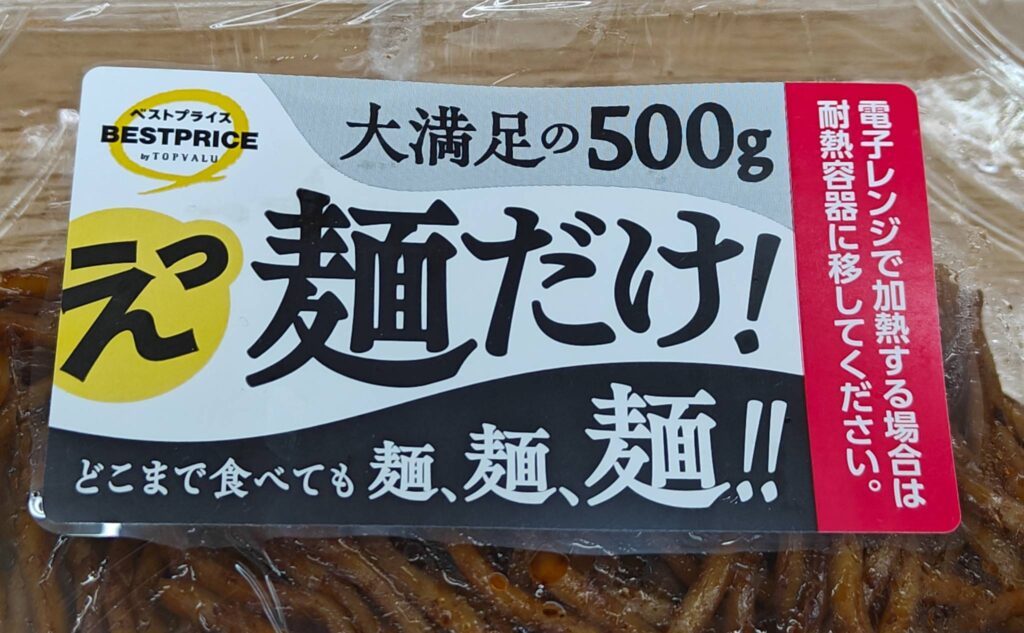 ベストプライス
BESTPRICE
by TOPVALU
大満足の500g
えっ
麺だけ!
どこまで食べても麺、麺、麺!!
電子レンジで加熱する場合は
耐熱容器に移してください。